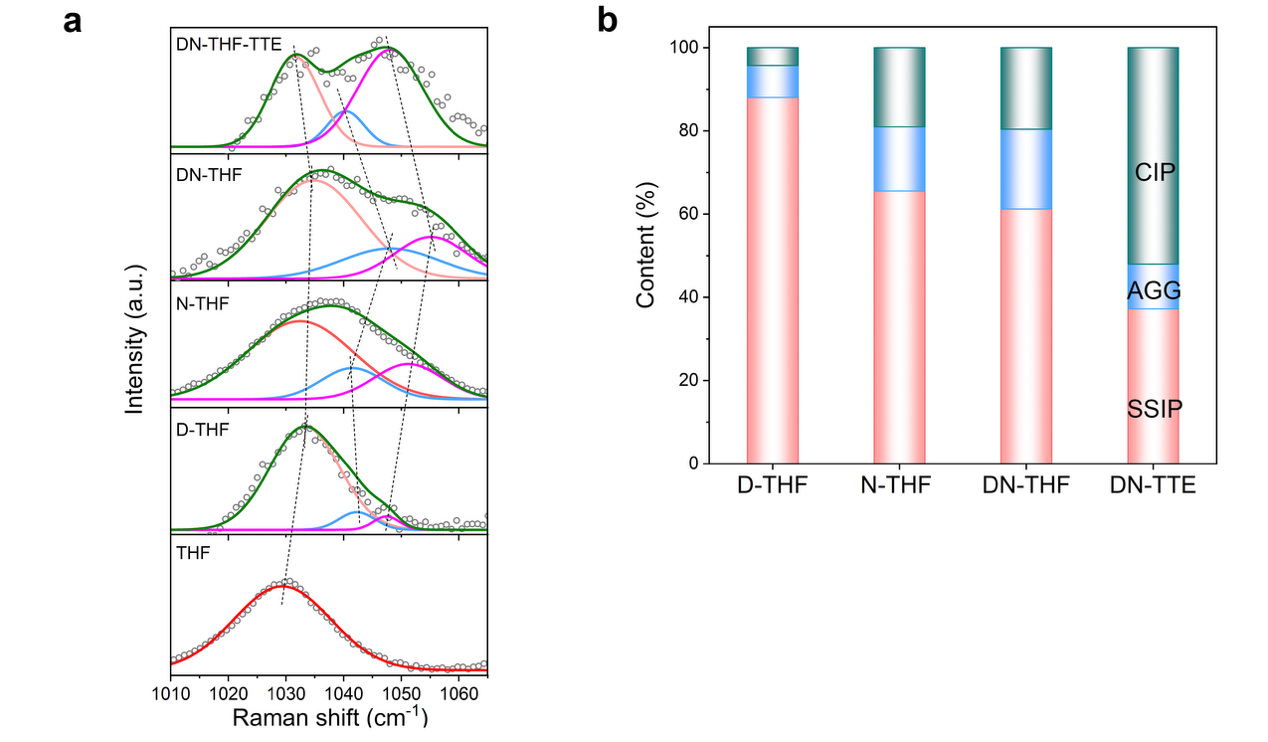 a
DN-THF-TTE
DN-THF
N-THF
D-THF
THF
Intensity (a.u.)
1010 1020 1030 1040 1050 1060
Raman shift (cm⁻¹)
b
100
80
60
40
20
0
Content (%)
CIP
AGG
SSIP
D-THF N-THF DN-THF DN-TTE